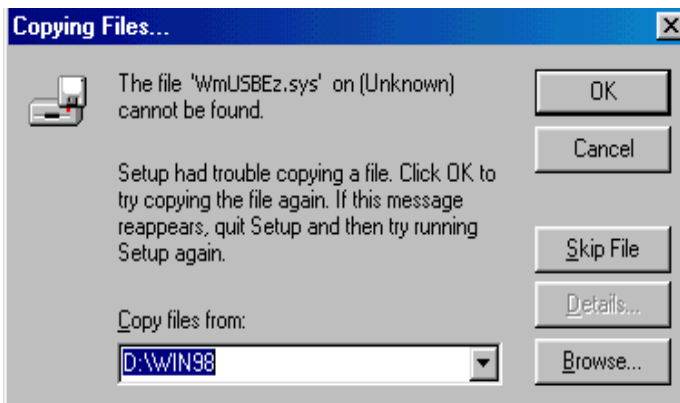 Copying Files...
The file 'WmUSBEz.sys' on (Unknown)
cannot be found.
Setup had trouble copying a file. Click OK to
try copying the file again. If this message
reappears, quit Setup and then try running
Setup again.
Copy files from:
D:\WIN98
OK
Cancel
Skip File
Details...
Browse...